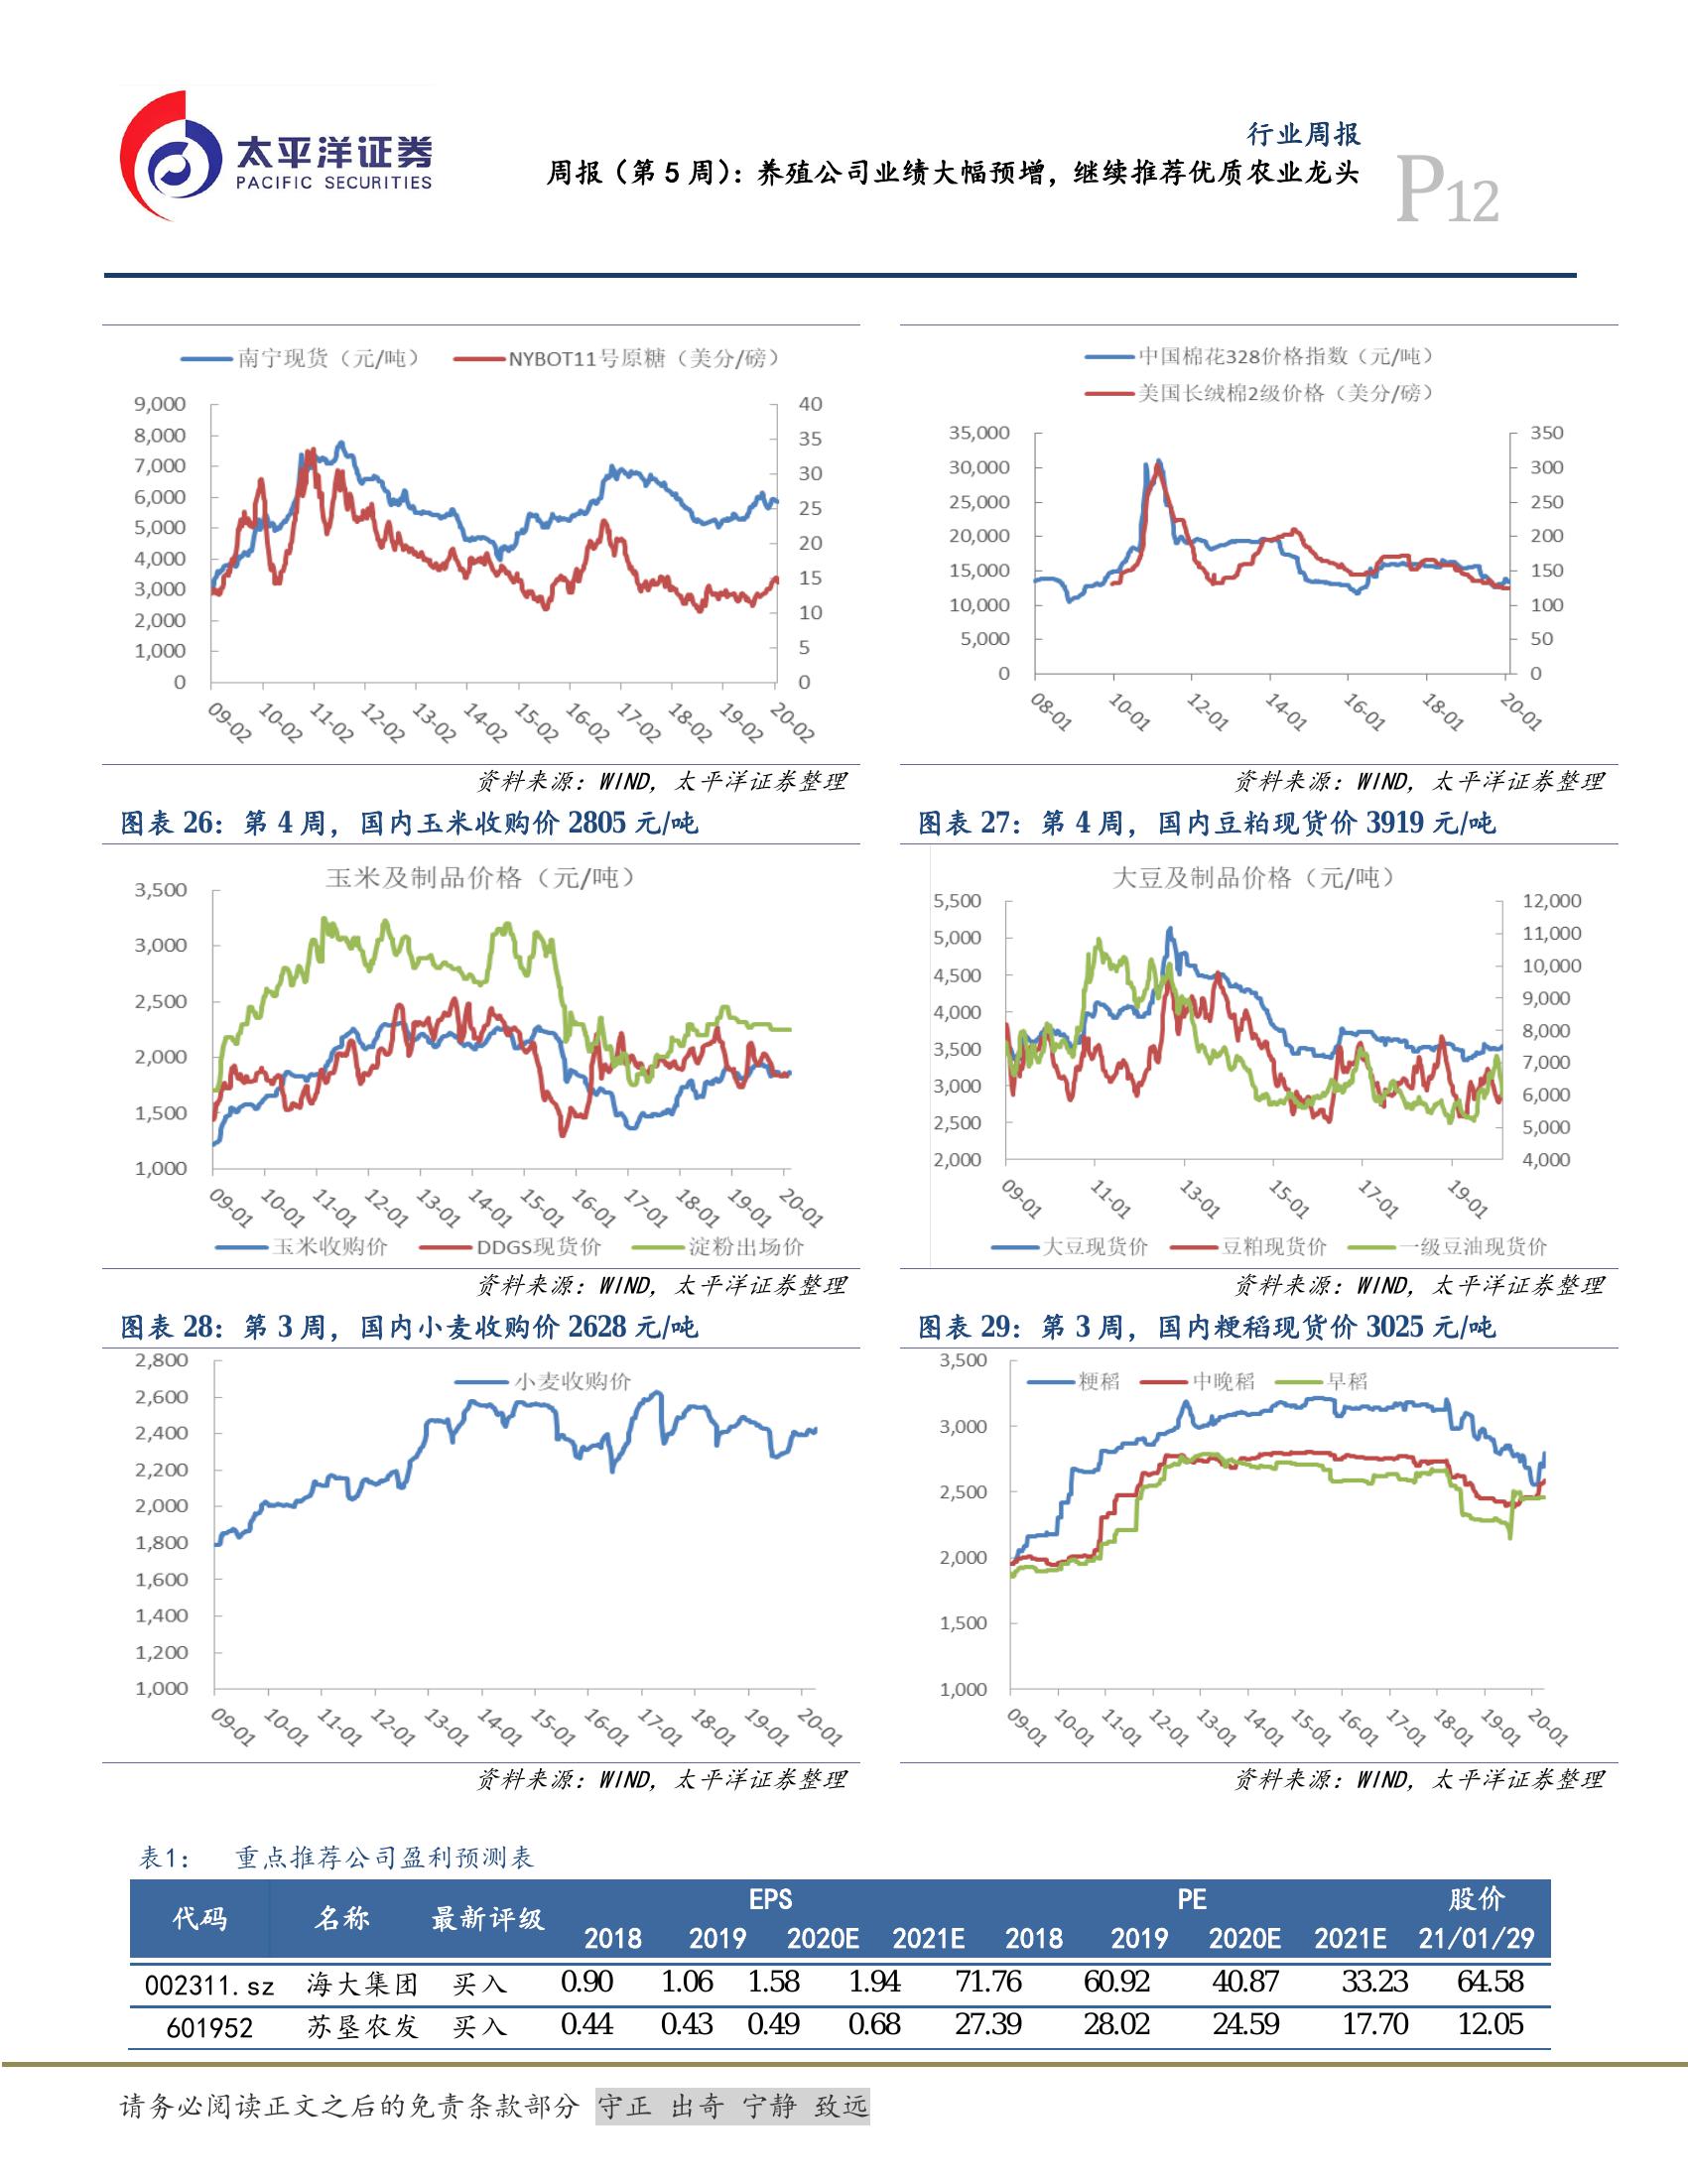 太平洋证券
PACIFIC SECURITIES
行业周报
周报（第 5 周）：养殖公司业绩大幅预增，继续推荐优质农业龙头
P12
南宁现货（元/吨） NYBOT11号原糖（美分/磅）
9,000 8,000 7,000 6,000 5,000 4,000 3,000 2,000 1,000 0
40 35 30 25 20 15 10 5 0
09-02 10-02 11-02 12-02 13-02 14-02 15-02 16-02 17-02 18-02 19-02 20-02
资料来源：WIND，太平洋证券整理
中国棉花328价格指数（元/吨）
美国长绒棉2级价格（美分/磅）
35,000 30,000 25,000 20,000 15,000 10,000 5,000 0
350 300 250 200 150 100 50 0
08-01 10-01 12-01 14-01 16-01 18-01 20-01
资料来源：WIND，太平洋证券整理
图表 26：第 4 周，国内玉米收购价 2805 元/吨
玉米及制品价格（元/吨）
3,500 3,000 2,500 2,000 1,500 1,000
09-01 10-01 11-01 12-01 13-01 14-01 15-01 16-01 17-01 18-01 19-01 20-01
玉米收购价 DDGS现货价 淀粉出场价
资料来源：WIND，太平洋证券整理
图表 27：第 4 周，国内豆粕现货价 3919 元/吨
大豆及制品价格（元/吨）
5,500 5,000 4,500 4,000 3,500 3,000 2,500 2,000
12,000 11,000 10,000 9,000 8,000 7,000 6,000 5,000 4,000
09-01 11-01 13-01 15-01 17-01 19-01
大豆现货价 豆粕现货价 一级豆油现货价
资料来源：WIND，太平洋证券整理
图表 28：第 3 周，国内小麦收购价 2628 元/吨
小麦收购价
2,800 2,600 2,400 2,200 2,000 1,800 1,600 1,400 1,200 1,000
09-01 10-01 11-01 12-01 13-01 14-01 15-01 16-01 17-01 18-01 19-01 20-01
资料来源：WIND，太平洋证券整理
图表 29：第 3 周，国内粳稻现货价 3025 元/吨
粳稻 中晚稻 早稻
3,500 3,000 2,500 2,000 1,500 1,000
09-01 10-01 11-01 12-01 13-01 14-01 15-01 16-01 17-01 18-01 19-01 20-01
资料来源：WIND，太平洋证券整理
表1： 重点推荐公司盈利预测表
代码 名称 最新评级 EPS PE 股价
2018 2019 2020E 2021E 2018 2019 2020E 2021E 21/01/29
002311.sz 海大集团 买入 0.90 1.06 1.58 1.94 71.76 60.92 40.87 33.23 64.58
601952 苏垦农发 买入 0.44 0.43 0.49 0.68 27.39 28.02 24.59 17.70 12.05
请务必阅读正文之后的免责条款部分 守正 出奇 宁静 致远